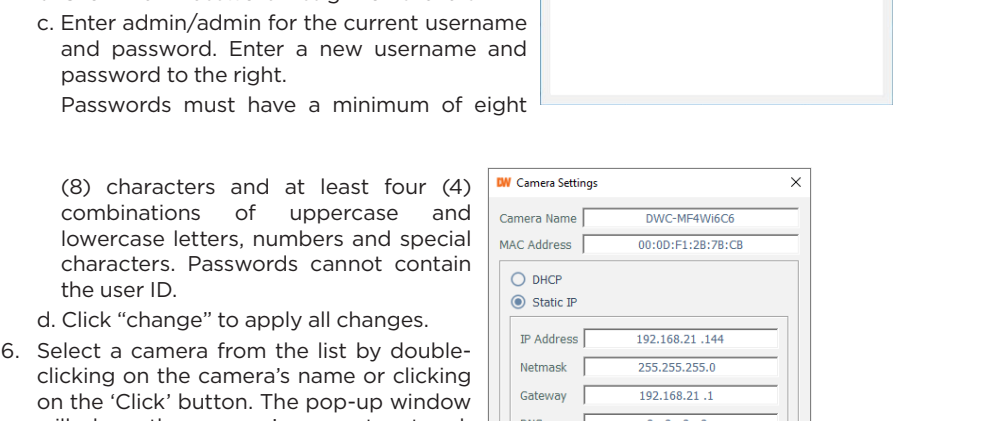 c. Enter admin/admin for the current username
and password. Enter a new username and
password to the right.
Passwords must have a minimum of eight
(8) characters and at least four (4)
combinations of uppercase and
lowercase letters, numbers and special
characters. Passwords cannot contain
the user ID.
d. Click “change” to apply all changes.
6. Select a camera from the list by double-
clicking on the camera’s name or clicking
on the ‘Click’ button. The pop-up window
DW Camera Settings
Camera Name DWC-MF4Wi6C6
MAC Address 00:0D:F1:2B:7B:CB
DHCP
Static IP
IP Address 192.168.21 .144
Netmask 255.255.255.0
Gateway 192.168.21 .1